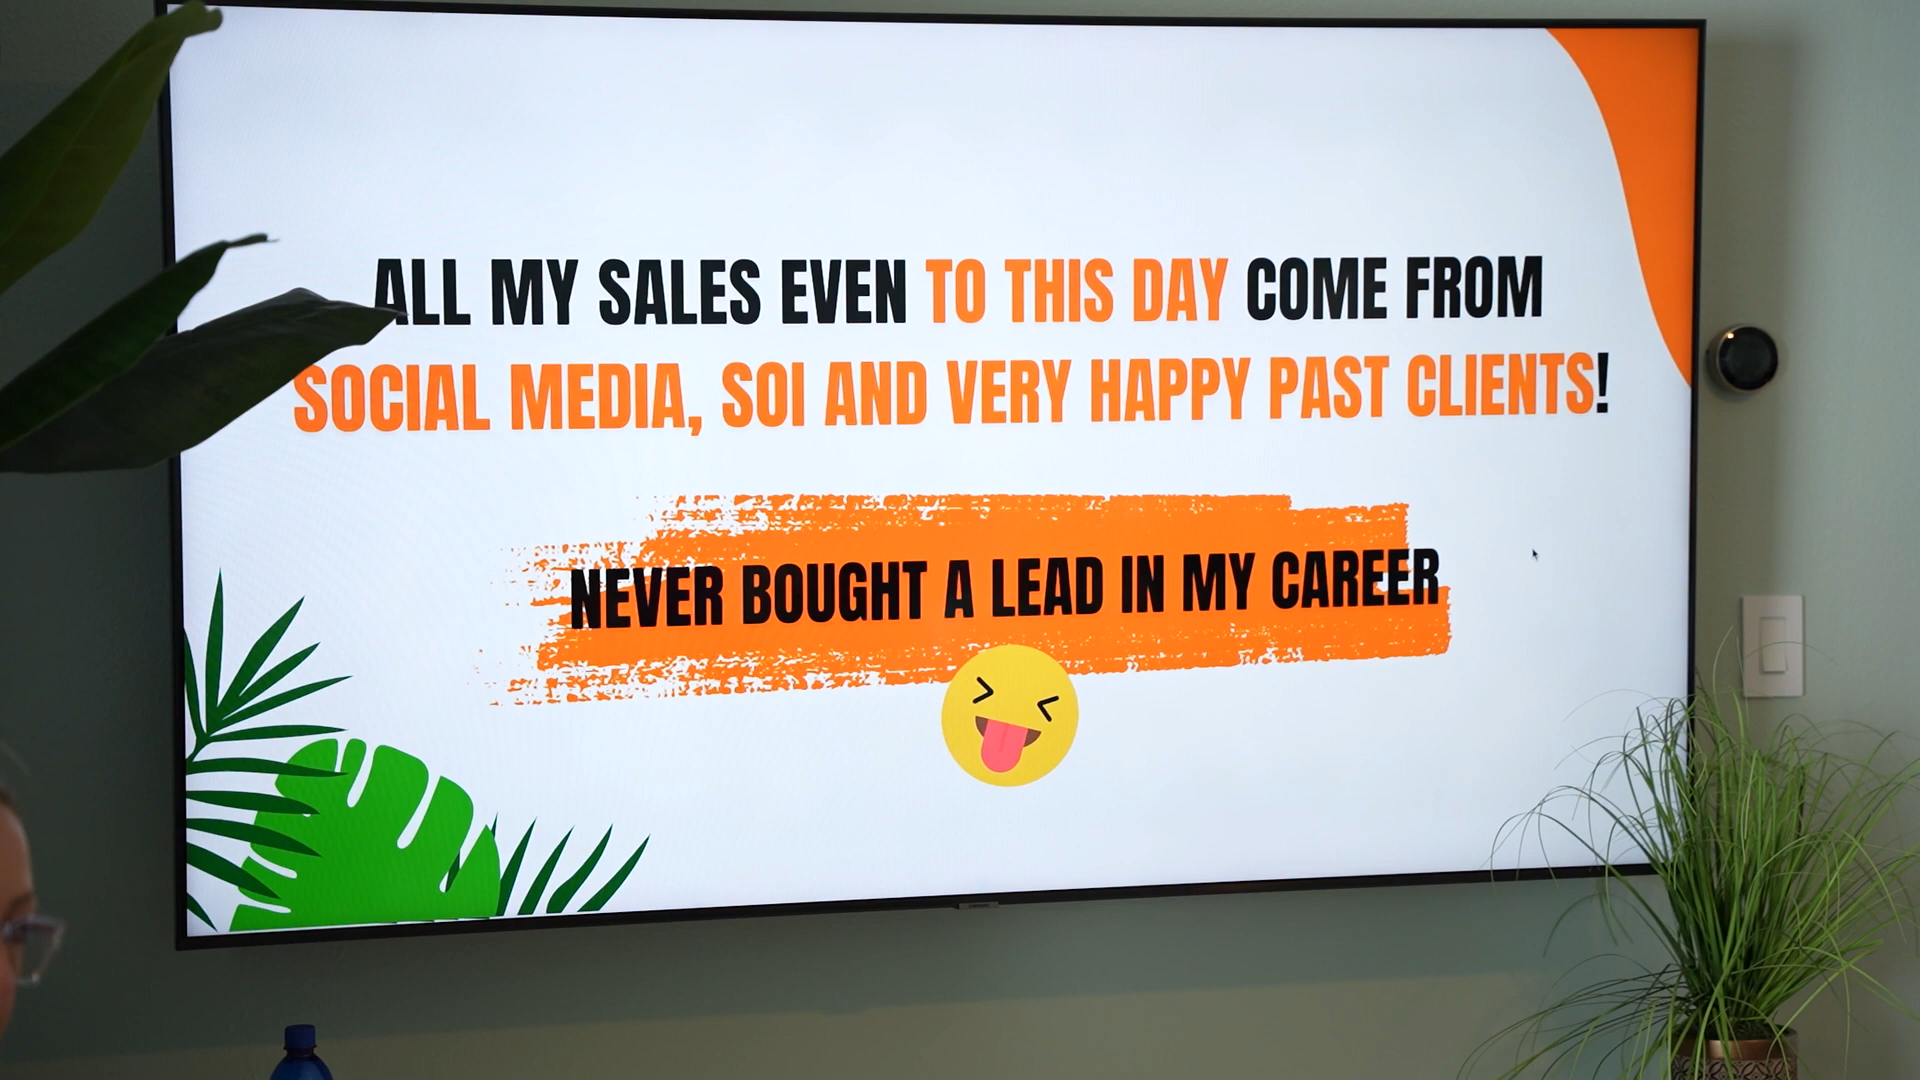 ALL MY SALES EVEN TO THIS DAY COME FROM
SOCIAL MEDIA, SOI AND VERY HAPPY PAST CLIENTS!
NEVER BOUGHT A LEAD IN MY CAREER